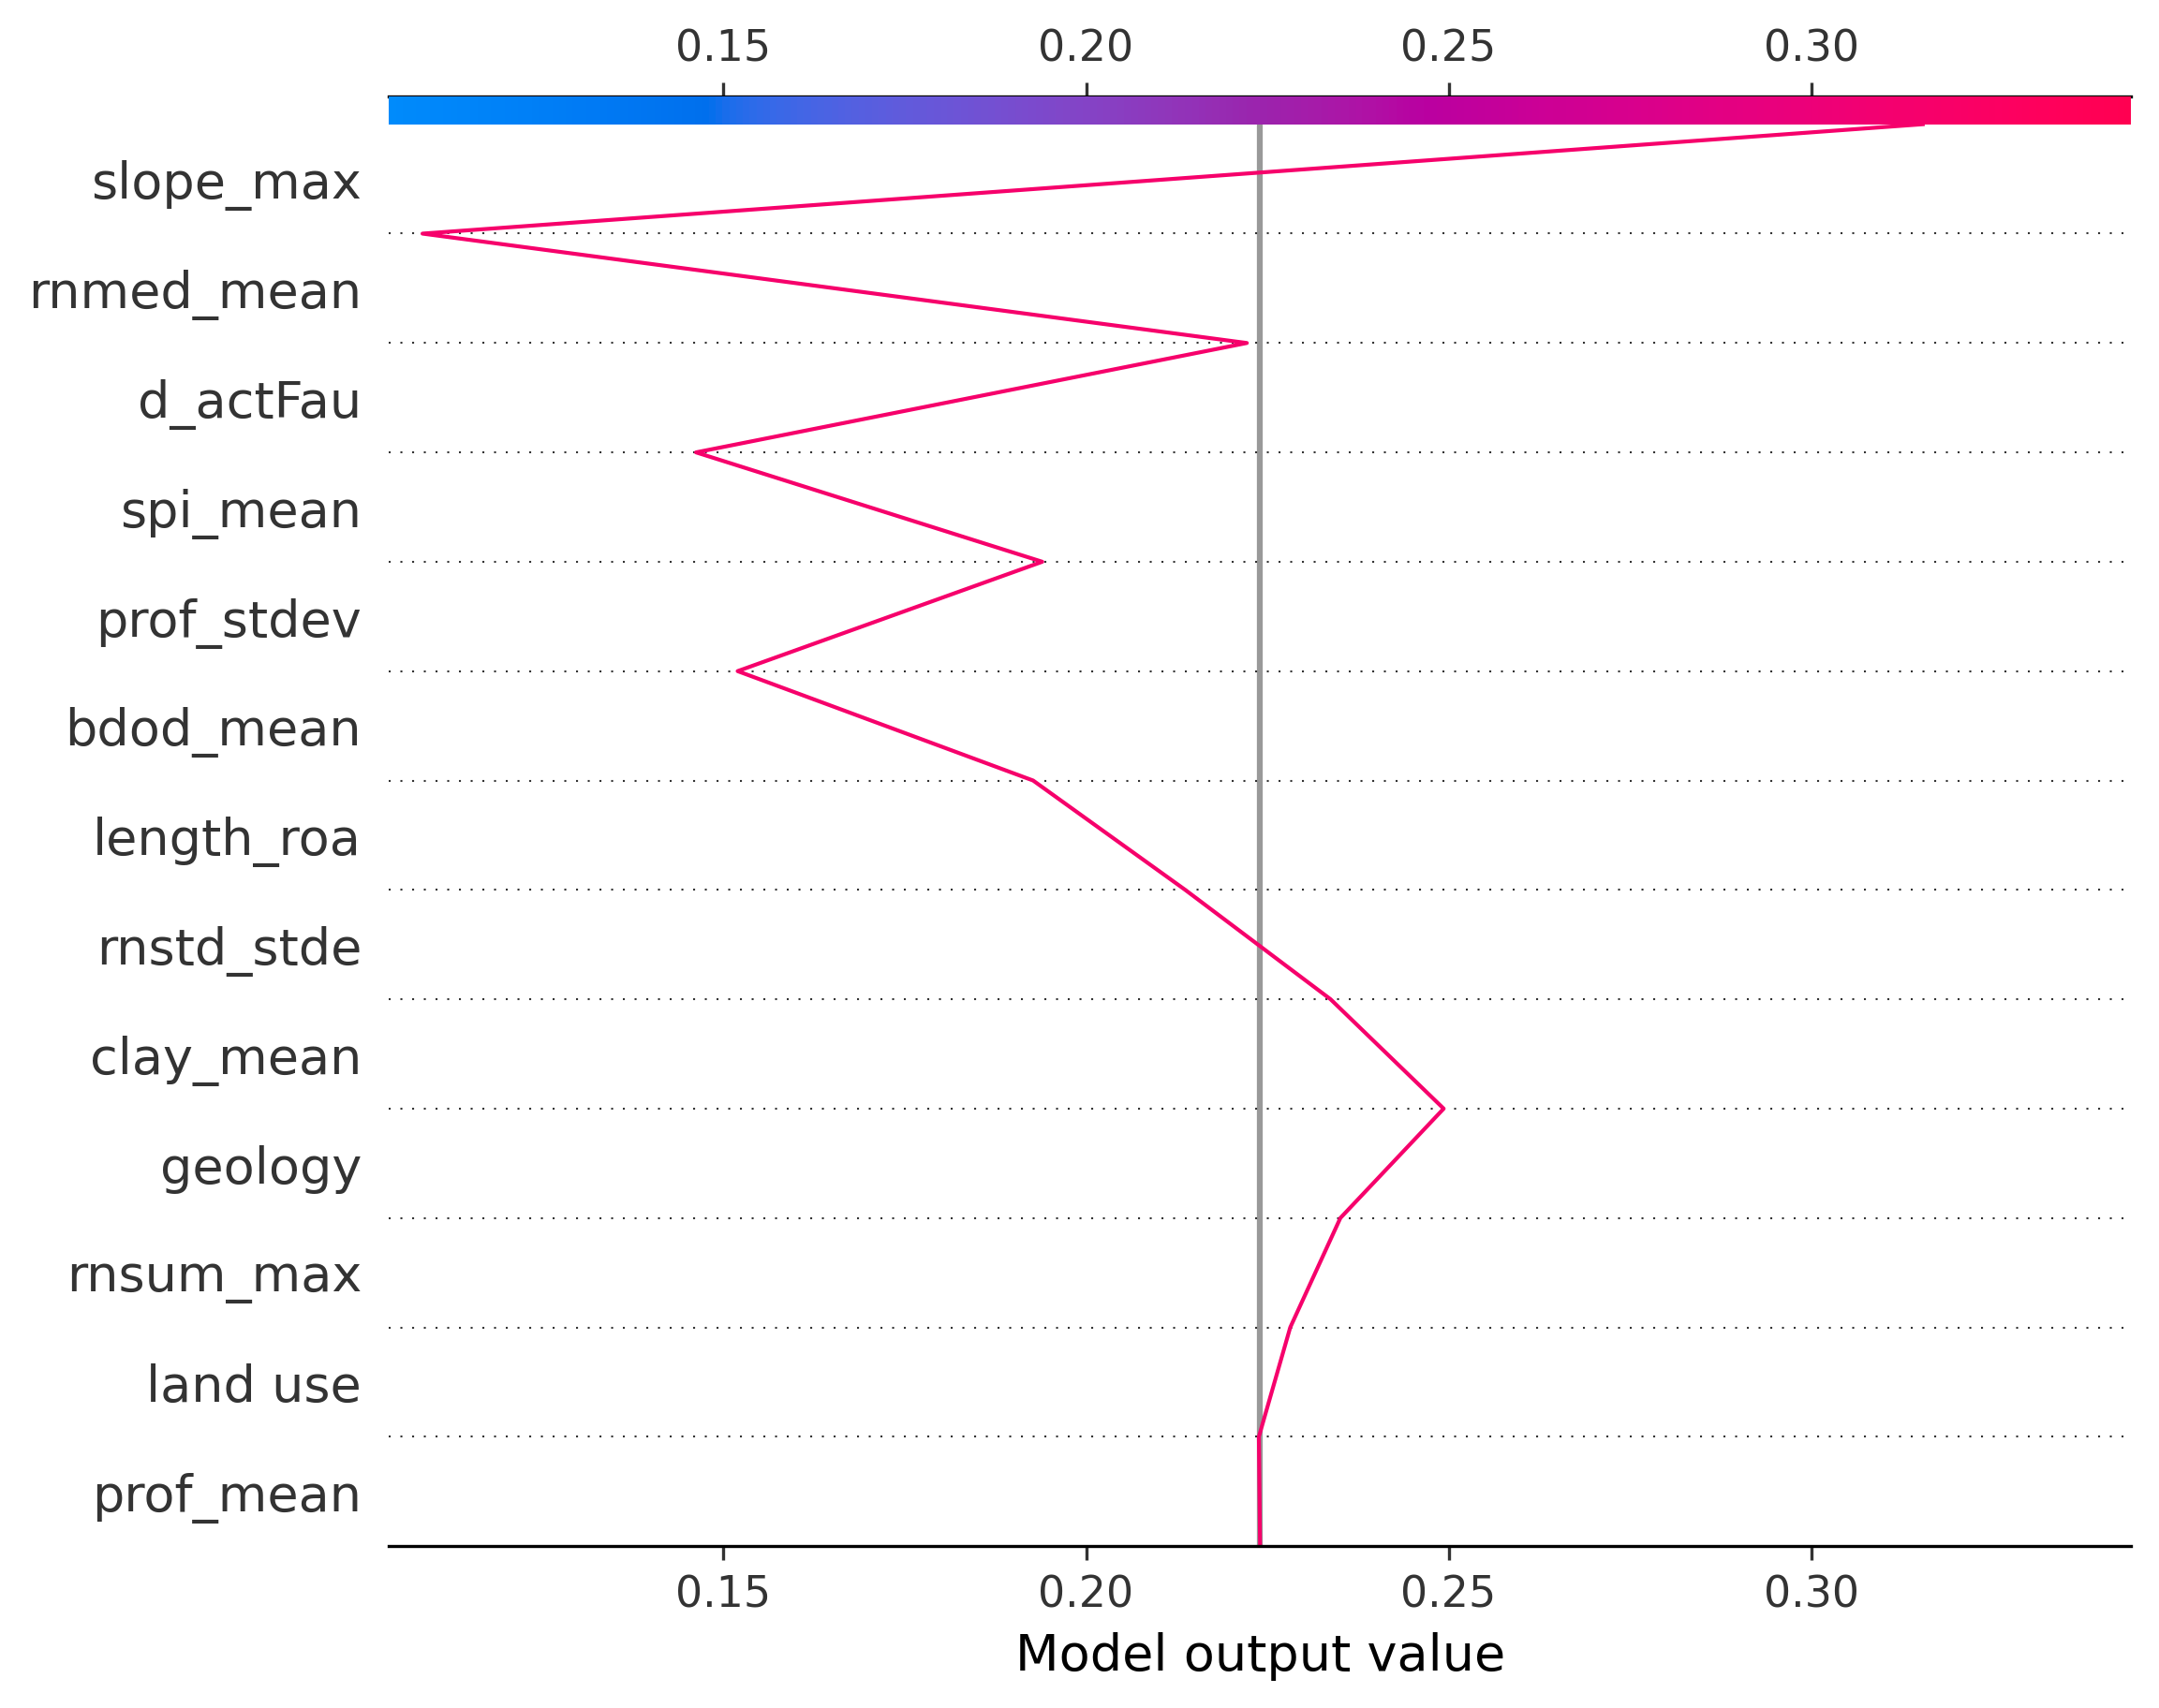 0.15 0.20 0.25 0.30
slope_max
rnmed_mean
d_actFau
spi_mean
prof_stdev
bdod_mean
length_roa
rnstd_stde
clay_mean
geology
rnsum_max
land use
prof_mean
0.15 0.20 0.25 0.30
Model output value